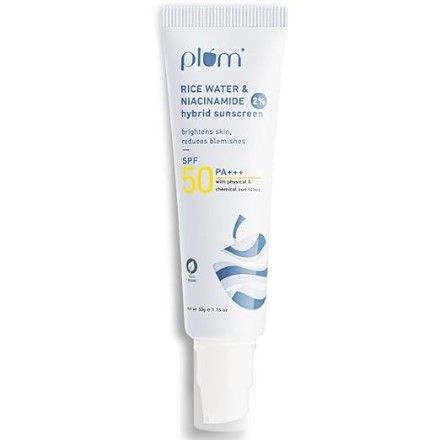 plum®
RICE WATER &
NIACINAMIDE 2%
hybrid sunscreen
brightens skin,
reduces blemishes
SPF
50 PA+++
with physical &
chemical sun filters
net wt. 50g / 1.76 oz.